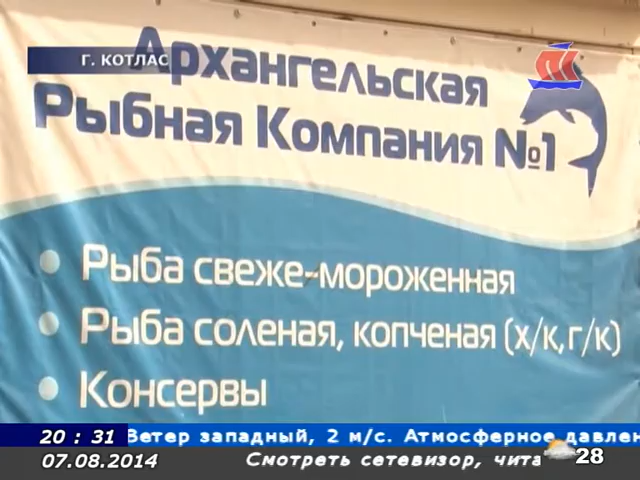 Г. КОТЛАС
Архангельская
Рыбная Компания №1
Рыба свеже-мороженная
Рыба соленая, копченая (х/к,г/к)
Консервы
20 : 31 Ветер западный, 2 м/с. Атмосферное давлен
07.08.2014 Смотреть сетевизор, чита 28